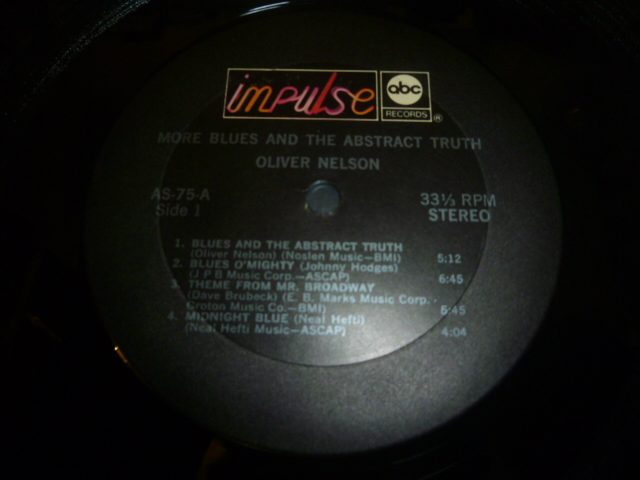 impulse
abc
RECORDS
®
MORE BLUES AND THE ABSTRACT TRUTH
OLIVER NELSON
AS-75-A
Side 1
33⅓ RPM
STEREO
1. BLUES AND THE ABSTRACT TRUTH
(Oliver Nelson) (Noslen Music—BMI) 5:12
2. BLUES O'MIGHTY (Johnny Hodges)
(J P B Music Corp.—ASCAP) 6:45
3. THEME FROM MR. BROADWAY
(Dave Brubeck) (E. B. Marks Music Corp. -
Croton Music Co.—BMI) 5:45
4. MIDNIGHT BLUE (Neal Hefti)
(Neal Hefti Music—ASCAP) 4:04